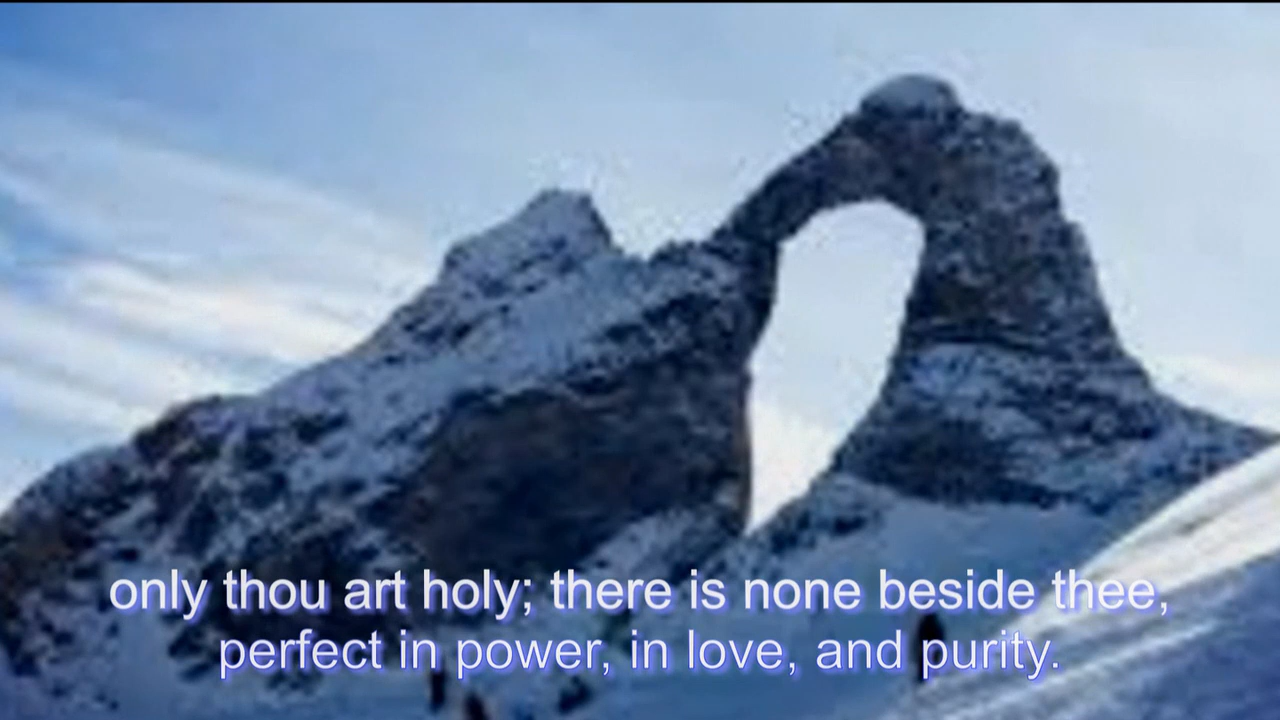 only thou art holy; there is none beside thee,
perfect in power, in love, and purity.